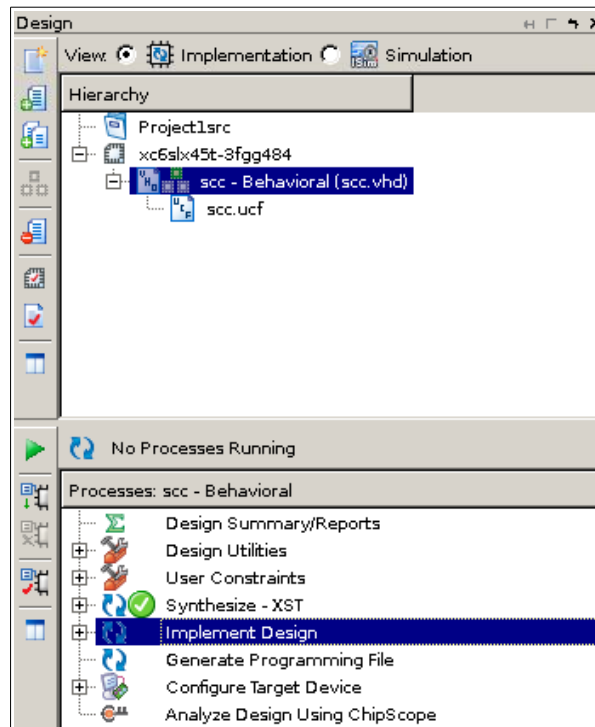 Design
View: Implementation Simulation
Hierarchy
Project1src
xc6slx45t-3fgg484
scc - Behavioral (scc.vhd)
scc.ucf
No Processes Running
Processes: scc - Behavioral
Design Summary/Reports
Design Utilities
User Constraints
Synthesize - XST
Implement Design
Generate Programming File
Configure Target Device
Analyze Design Using ChipScope